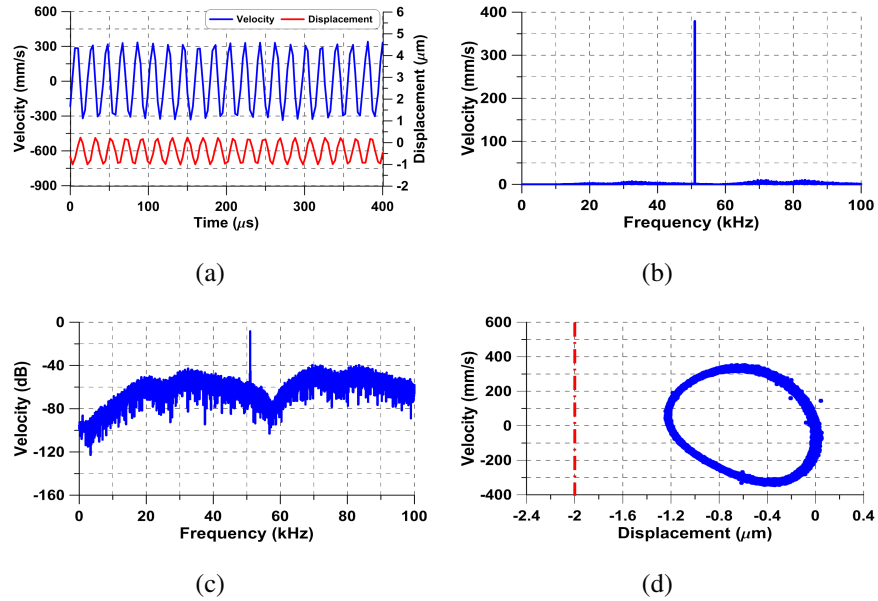 Velocity Displacement
600
300
0
-300
-600
-900
Velocity (mm/s)
6
5
4
3
2
1
0
-1
-2
Displacement (μm)
0 100 200 300 400
Time (μs)
(a)
400
300
200
100
0
Velocity (mm/s)
0 20 40 60 80 100
Frequency (kHz)
(b)
0
-40
-80
-120
-160
Velocity (dB)
0 20 40 60 80 100
Frequency (kHz)
(c)
600
400
200
0
-200
-400
Velocity (mm/s)
-2.4 -2 -1.6 -1.2 -0.8 -0.4 0 0.4
Displacement (μm)
(d)